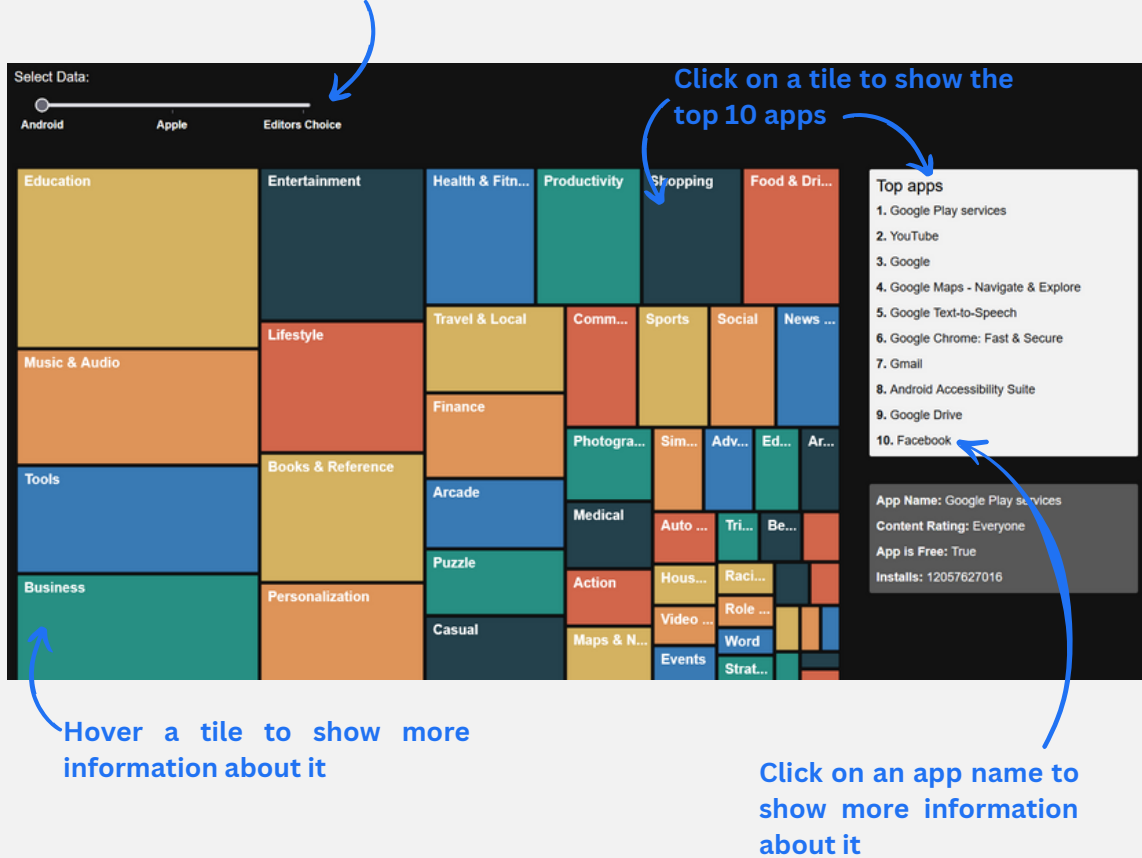 Select Data:
Android Apple Editors Choice
Click on a tile to show the
top 10 apps
Education
Entertainment
Health & Fitn...
Productivity
Shopping
Food & Dri...
Lifestyle
Travel & Local
Comm...
Sports
Social
News ...
Music & Audio
Finance
Books & Reference
Photogra...
Sim...
Adv...
Ed...
Ar...
Tools
Arcade
Medical
Auto ...
Tri...
Be...
Puzzle
Hous...
Raci...
Business
Personalization
Action
Video ...
Role ...
Casual
Maps & N...
Word
Events
Strat...
Top apps
1. Google Play services
2. YouTube
3. Google
4. Google Maps - Navigate & Explore
5. Google Text-to-Speech
6. Google Chrome: Fast & Secure
7. Gmail
8. Android Accessibility Suite
9. Google Drive
10. Facebook
App Name: Google Play services
Content Rating: Everyone
App is Free: True
Installs: 12057627016
Hover a tile to show more
information about it
Click on an app name to
show more information
about it